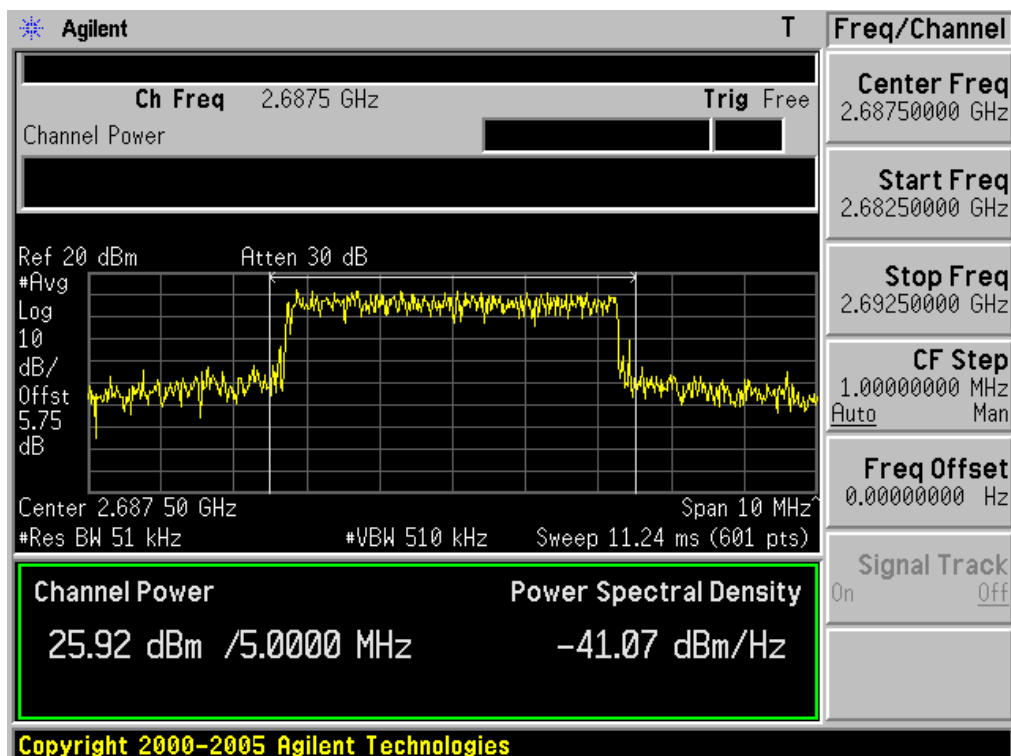 Agilent T
Freq/Channel
Ch Freq 2.6875 GHz Trig Free
Channel Power
Center Freq
2.68750000 GHz
Start Freq
2.68250000 GHz
Stop Freq
2.69250000 GHz
CF Step
1.00000000 MHz
Auto Man
Freq Offset
0.00000000 Hz
Signal Track
On Off
Ref 20 dBm Atten 30 dB
#Avg
Log
10
dB/
Offst
5.75
dB
Center 2.687 50 GHz Span 10 MHz^
#Res BW 51 kHz #VBW 510 kHz Sweep 11.24 ms (601 pts)
Channel Power Power Spectral Density
25.92 dBm /5.0000 MHz -41.07 dBm/Hz
Copyright 2000-2005 Agilent Technologies